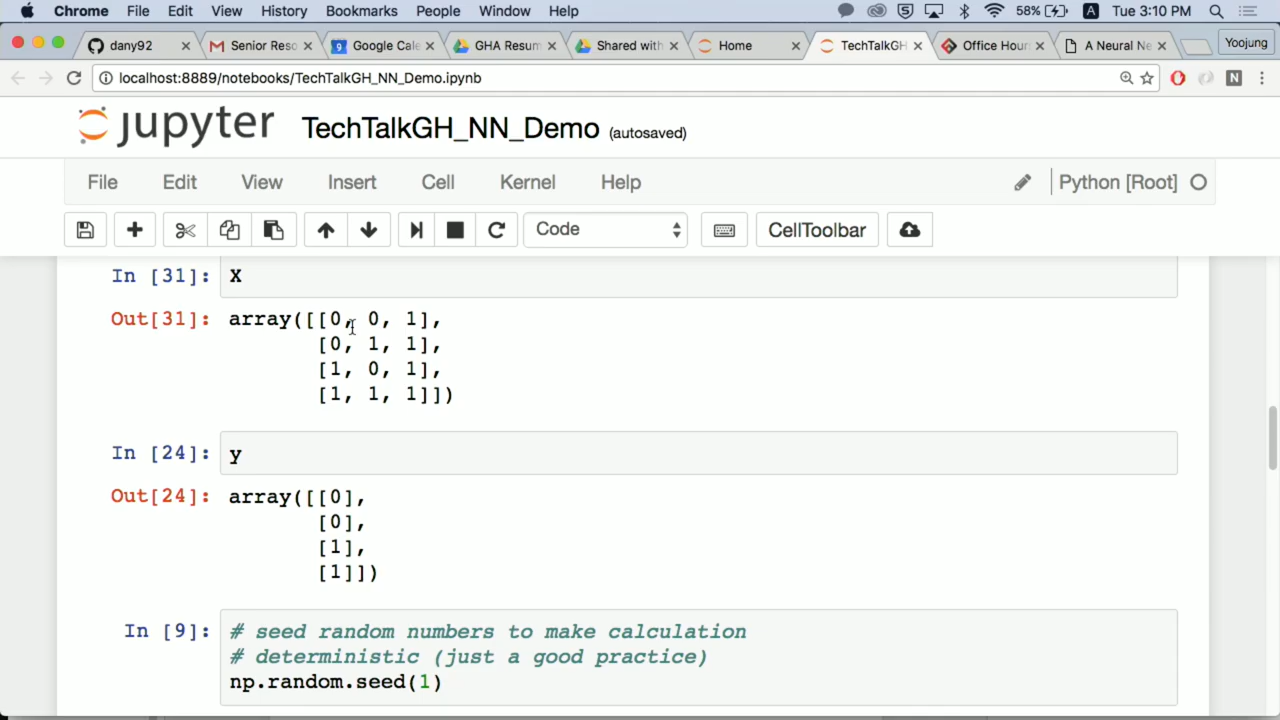 Chrome File Edit View History Bookmarks People Window Help 58% A Tue 3:10 PM
dany92 Senior Reso Google Cale GHA Resum Shared with Home TechTalkGH Office Hour A Neural Ne Yoojung
localhost:8889/notebooks/TechTalkGH_NN_Demo.ipynb
jupyter TechTalkGH_NN_Demo (autosaved)
File Edit View Insert Cell Kernel Help Python [Root]
Code CellToolbar
In [31]: X
Out[31]: array([[0, 0, 1],
[0, 1, 1],
[1, 0, 1],
[1, 1, 1]])
In [24]: y
Out[24]: array([[0],
[0],
[1],
[1]])
In [9]: # seed random numbers to make calculation
# deterministic (just a good practice)
np.random.seed(1)